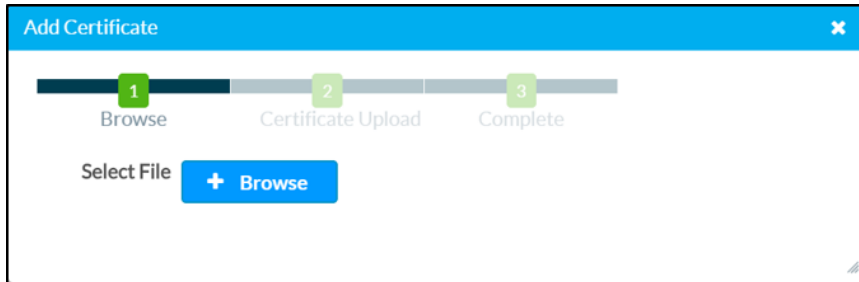 Add Certificate
1 2 3
Browse Certificate Upload Complete
Select File + Browse